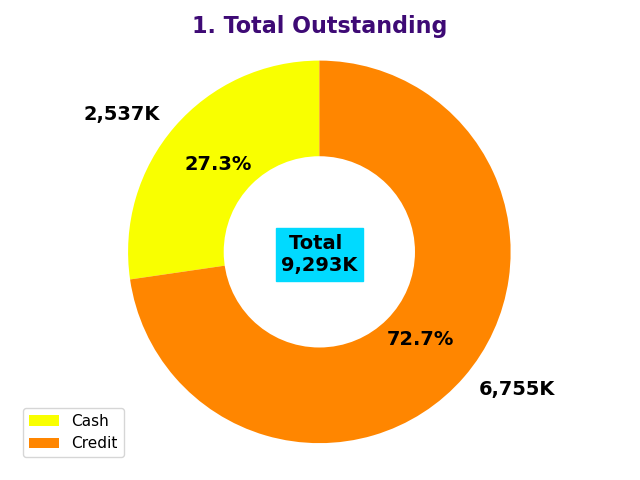 1. Total Outstanding
2,537K
27.3%
Total
9,293K
72.7%
6,755K
Cash
Credit